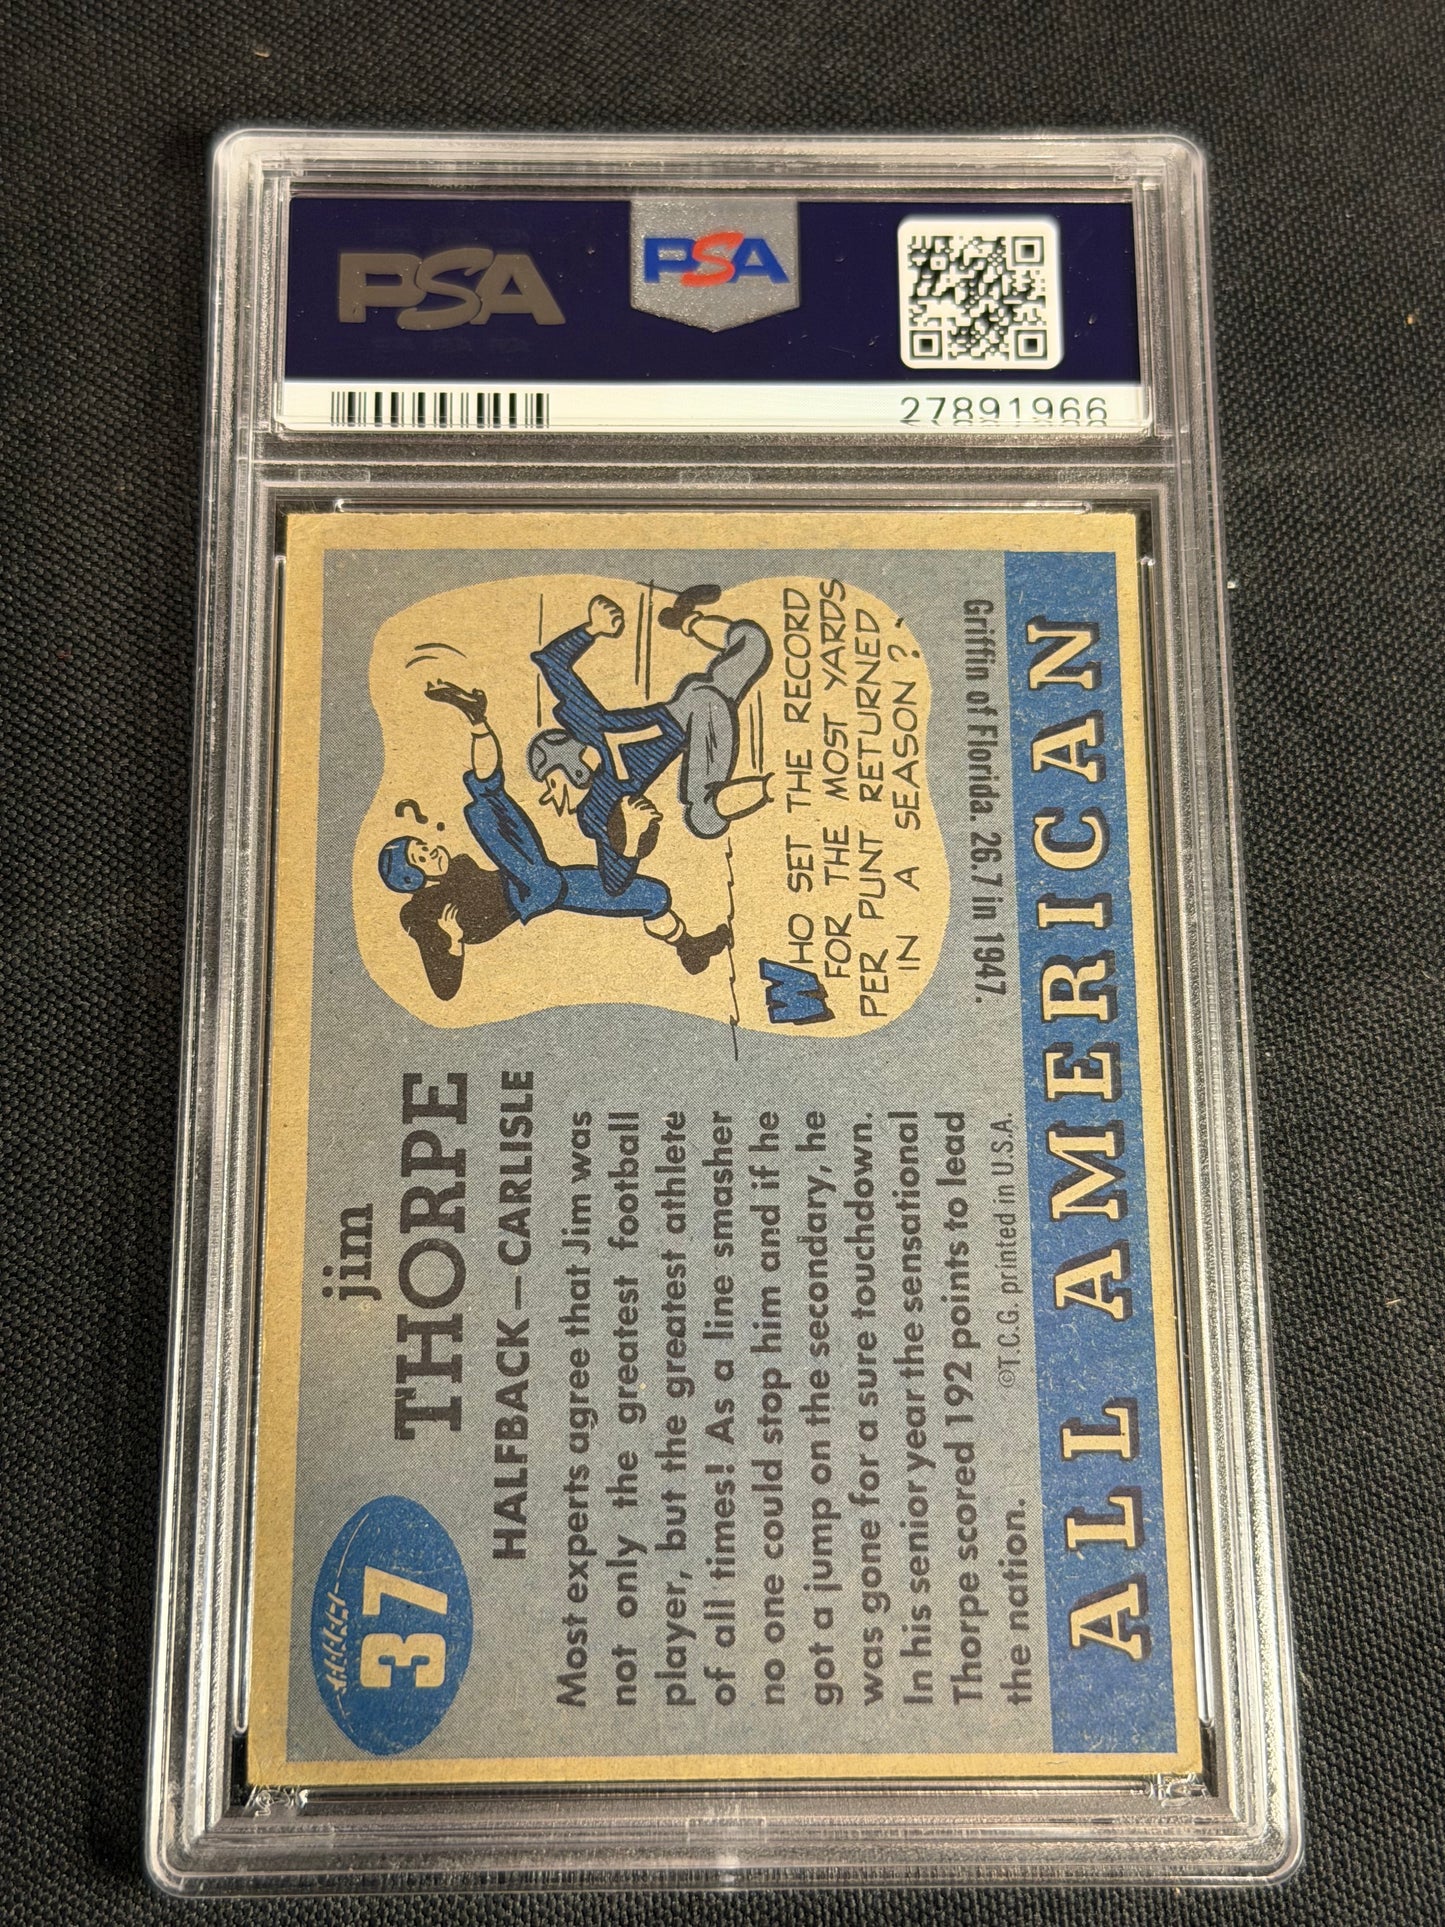 PSA
PSA
27891966
37
jim
THORPE
HALFBACK—CARLISLE
Most experts agree that Jim was
not only the greatest football
player, but the greatest athlete
of all times! As a line smasher
no one could stop him and if he
got a jump on the secondary, he
was gone for a sure touchdown.
In his senior year the sensational
Thorpe scored 192 points to lead
the nation.
©T.C.G. printed in U.S.A.
?
WHO SET THE RECORD
FOR THE MOST YARDS
PER PUNT RETURNED
IN A SEASON?
Griffin of Florida. 26.7 in 1947.
ALL AMERICAN